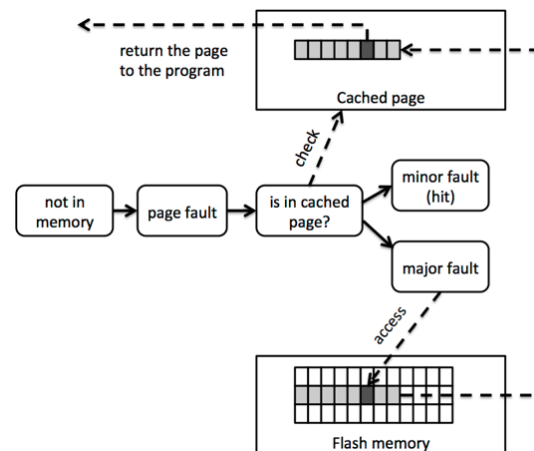 return the page
to the program
Cached page
check
not in
memory
page fault
is in cached
page?
minor fault
(hit)
major fault
access
Flash memory